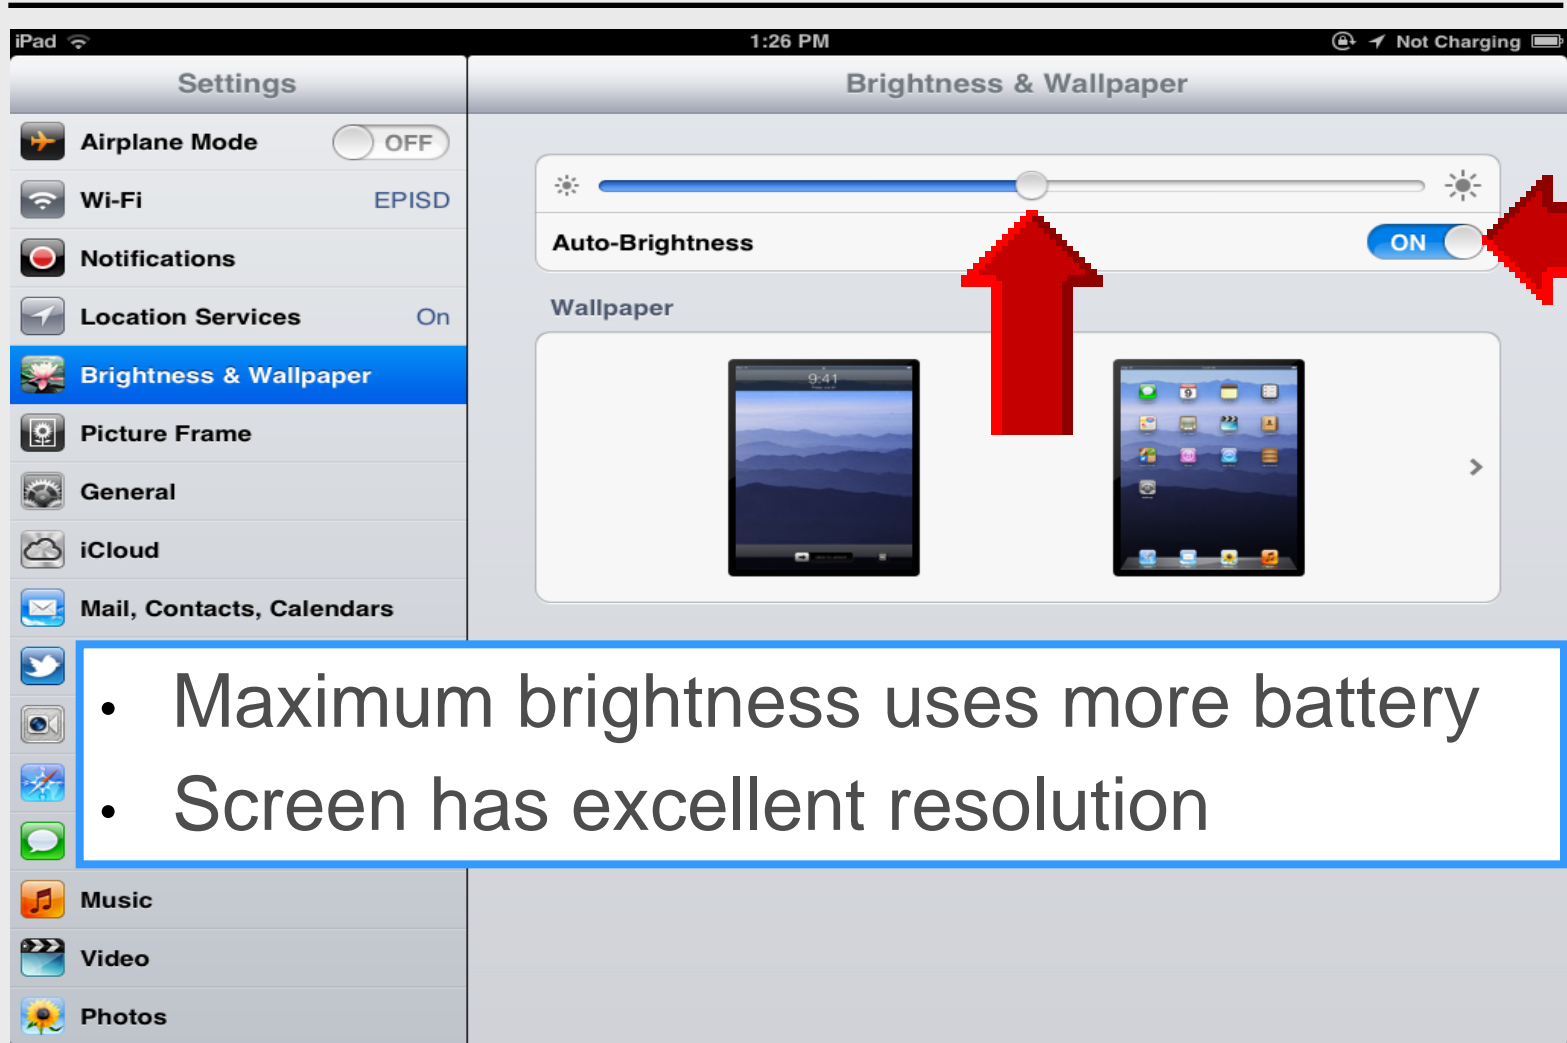 iPad 1:26 PM Not Charging
Settings
Brightness & Wallpaper
Airplane Mode OFF
Wi-Fi EPISD
Notifications
Location Services On
Brightness & Wallpaper
Picture Frame
General
iCloud
Mail, Contacts, Calendars
Music
Video
Photos
Auto-Brightness ON
Wallpaper
9:41
9
• Maximum brightness uses more battery
• Screen has excellent resolution